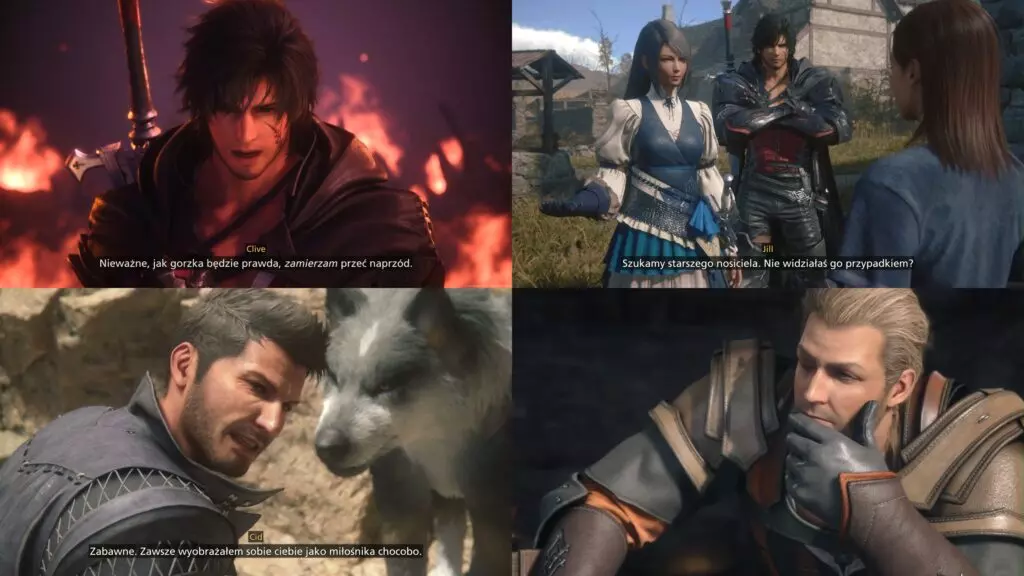 Clive
Nieważne, jak gorzka będzie prawda, zamierzam przeć naprzód.
Jill
Szukamy starszego nosiciela. Nie widziałaś go przypadkiem?
Cid
Zabawne. Zawsze wyobrażałem sobie ciebie jako miłośnika chocobo.